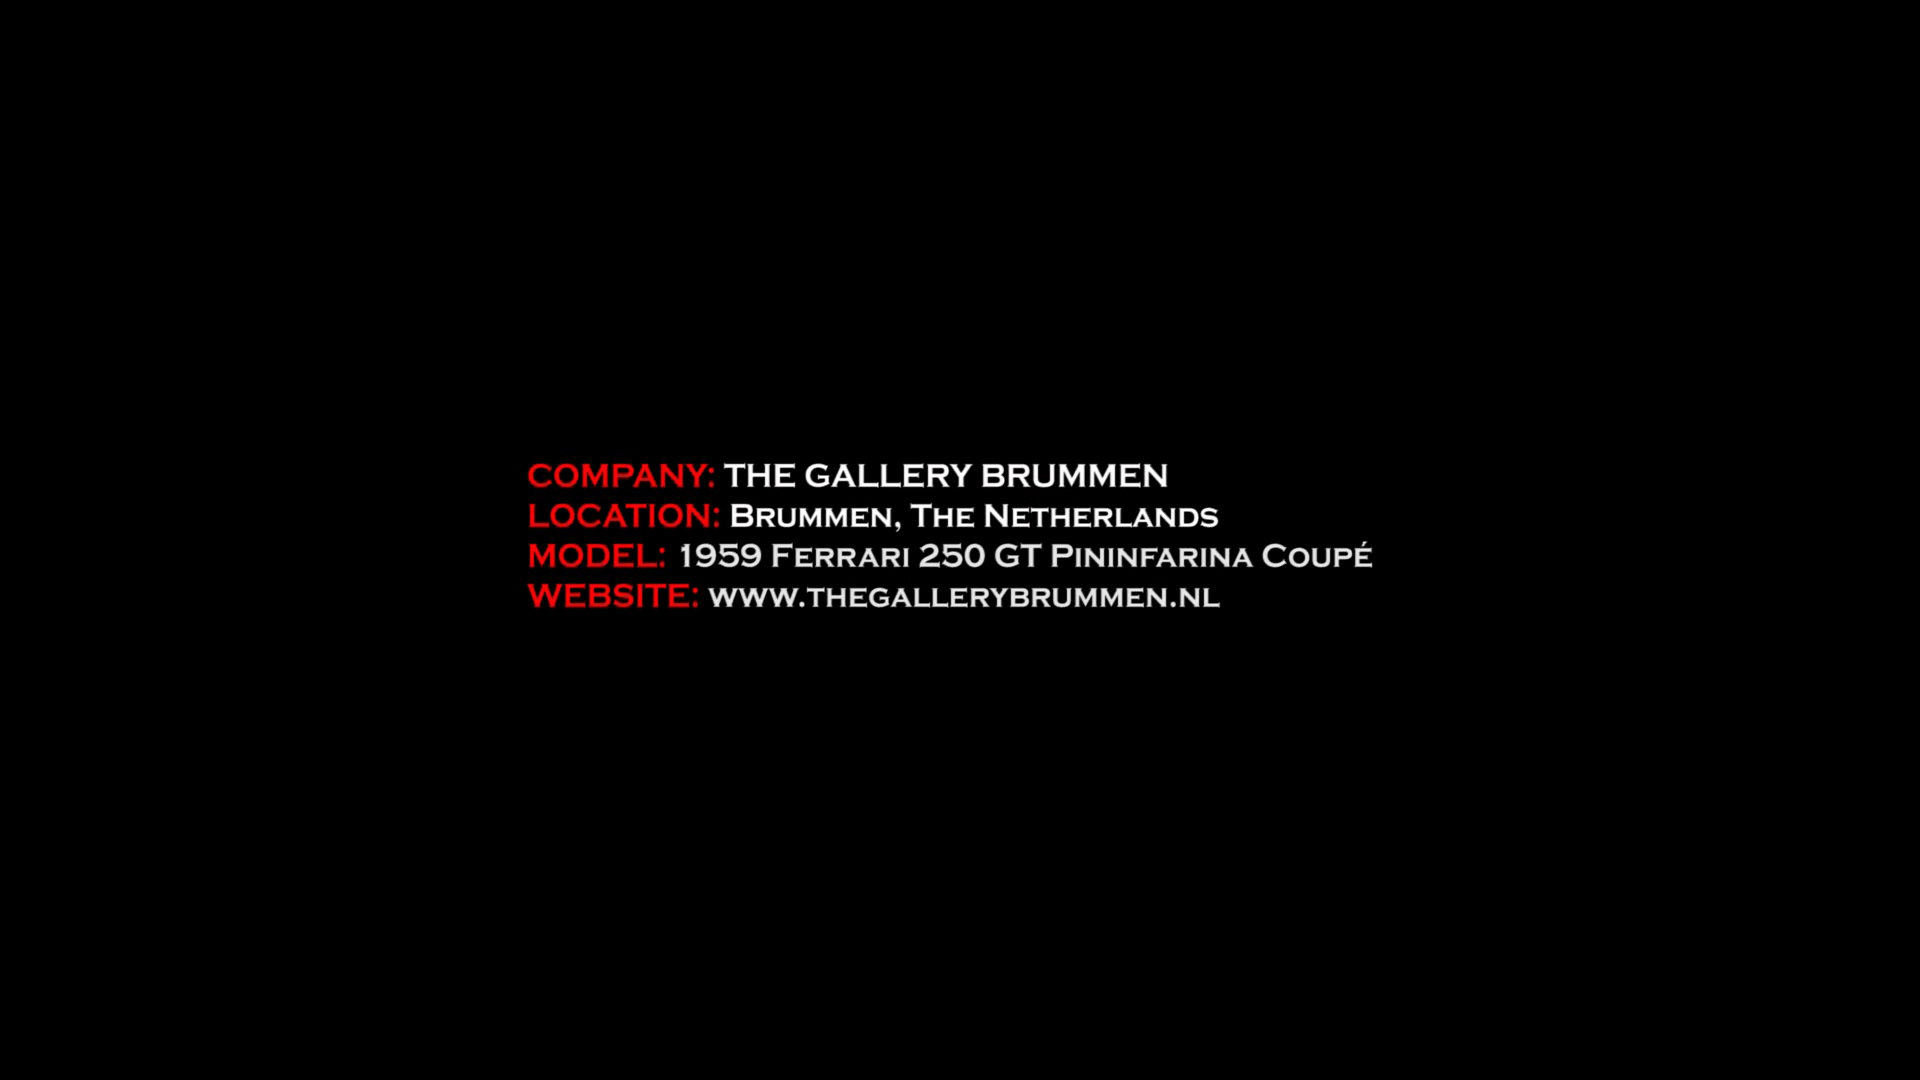 COMPANY: THE GALLERY BRUMMEN
LOCATION: Brummen, The Netherlands
MODEL: 1959 Ferrari 250 GT Pininfarina Coupé
WEBSITE: www.thegallerybrummen.nl